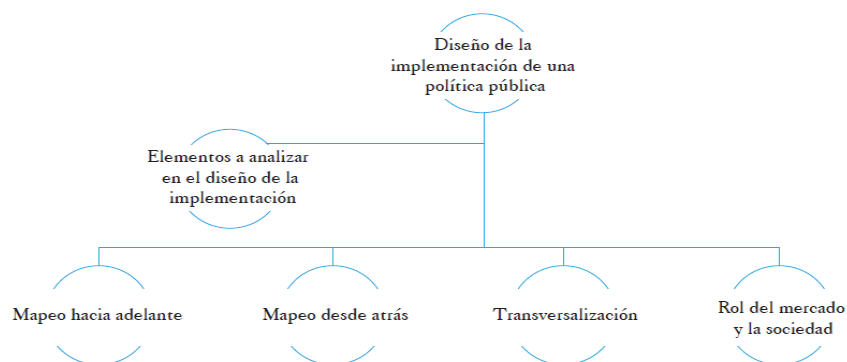 Diseño de la
implementación de una
política pública
Elementos a analizar
en el diseño de la
implementación
Mapeo hacia adelante
Mapeo desde atrás
Transversalización
Rol del mercado
y la sociedad